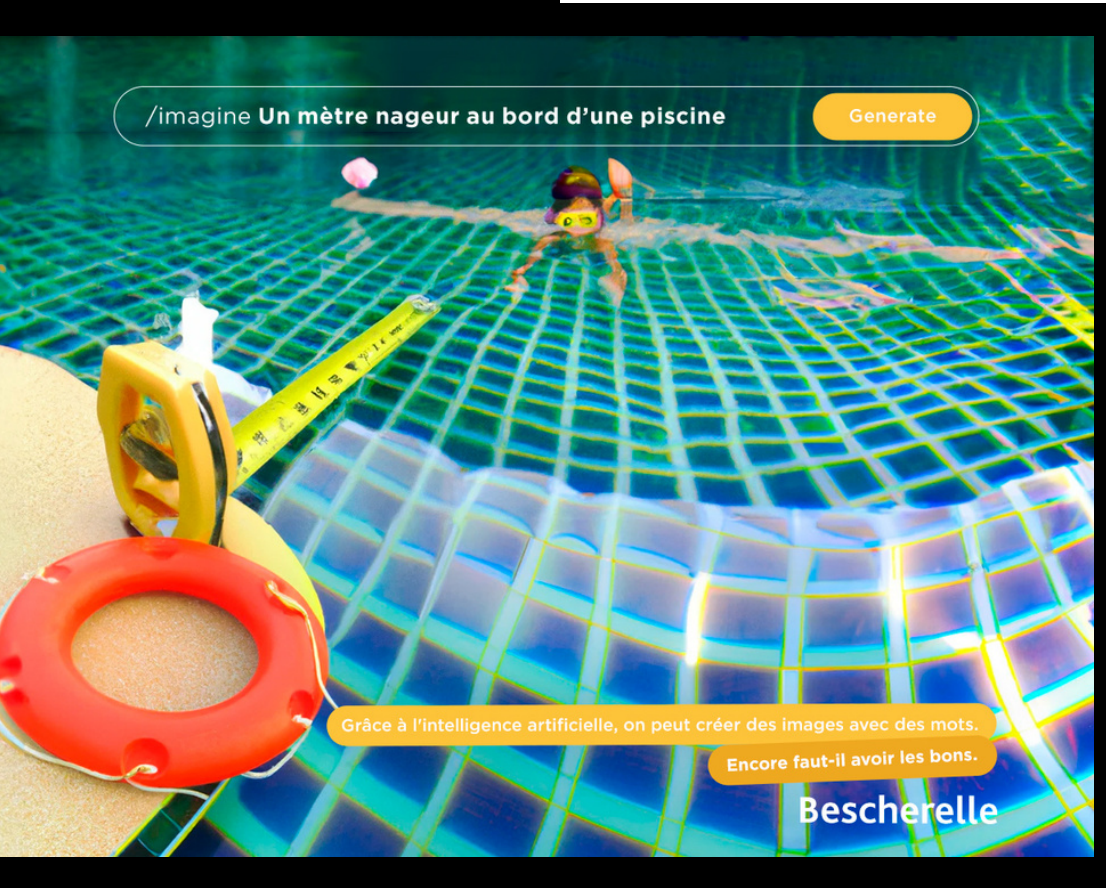 /imagine Un mètre nageur au bord d'une piscine
Generate
Grâce à l'intelligence artificielle, on peut créer des images avec des mots.
Encore faut-il avoir les bons.
Bescherelle